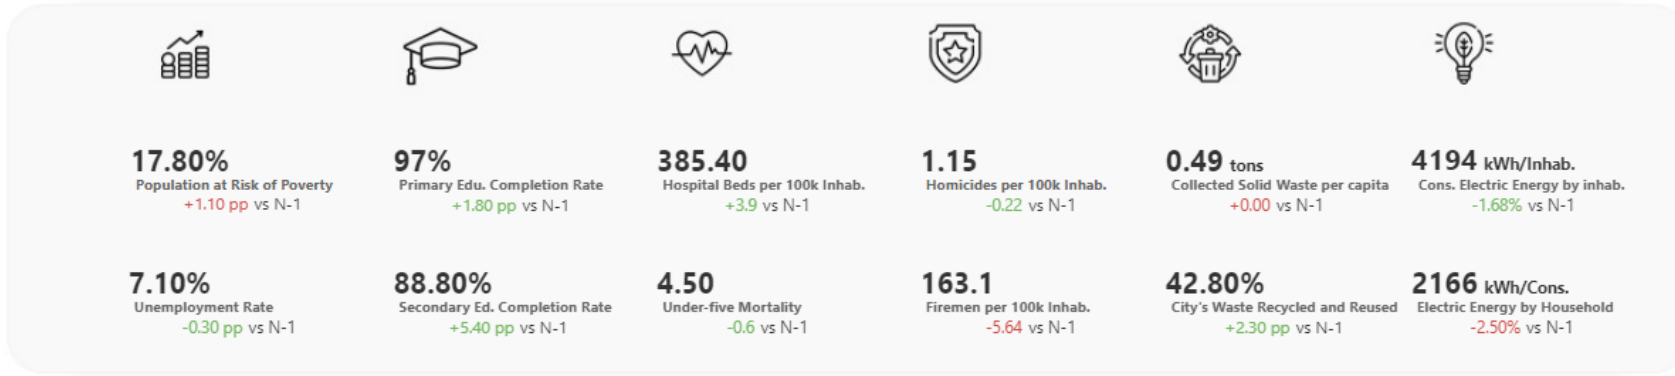 17.80%
Population at Risk of Poverty
+1.10 pp vs N-1
97%
Primary Edu. Completion Rate
+1.80 pp vs N-1
385.40
Hospital Beds per 100k Inhab.
+3.9 vs N-1
1.15
Homicides per 100k Inhab.
-0.22 vs N-1
0.49 tons
Collected Solid Waste per capita
+0.00 vs N-1
4194 kWh/Inhab.
Cons. Electric Energy by inhab.
-1.68% vs N-1
7.10%
Unemployment Rate
-0.30 pp vs N-1
88.80%
Secondary Ed. Completion Rate
+5.40 pp vs N-1
4.50
Under-five Mortality
-0.6 vs N-1
163.1
Firemen per 100k Inhab.
-5.64 vs N-1
42.80%
City's Waste Recycled and Reused
+2.30 pp vs N-1
2166 kWh/Cons.
Electric Energy by Household
-2.50% vs N-1